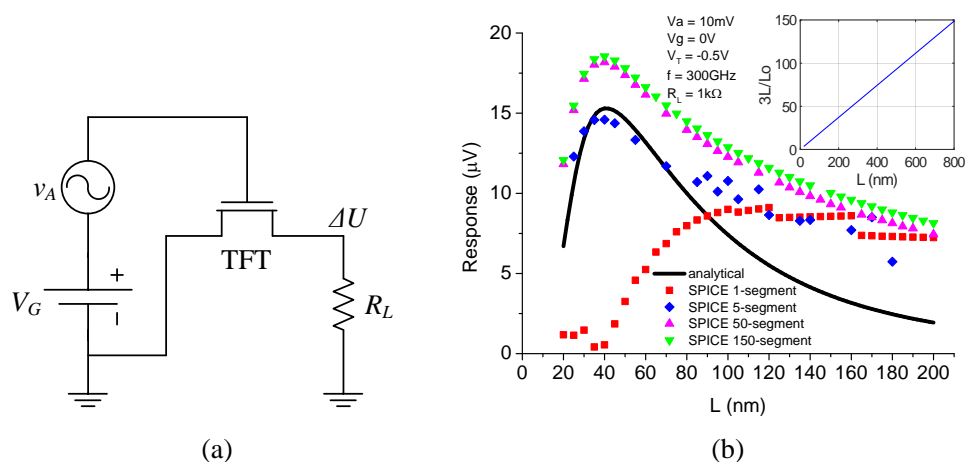 v_A
V_G
+
–
TFT
ΔU
R_L
(a)
Response (µV)
20
15
10
5
0
20 40 60 80 100 120 140 160 180 200
L (nm)
Va = 10mV
Vg = 0V
V_T = -0.5V
f = 300GHz
R_L = 1kΩ
analytical
SPICE 1-segment
SPICE 5-segment
SPICE 50-segment
SPICE 150-segment
3L/Lo
150
100
50
0
0 200 400 600 800
L (nm)
(b)